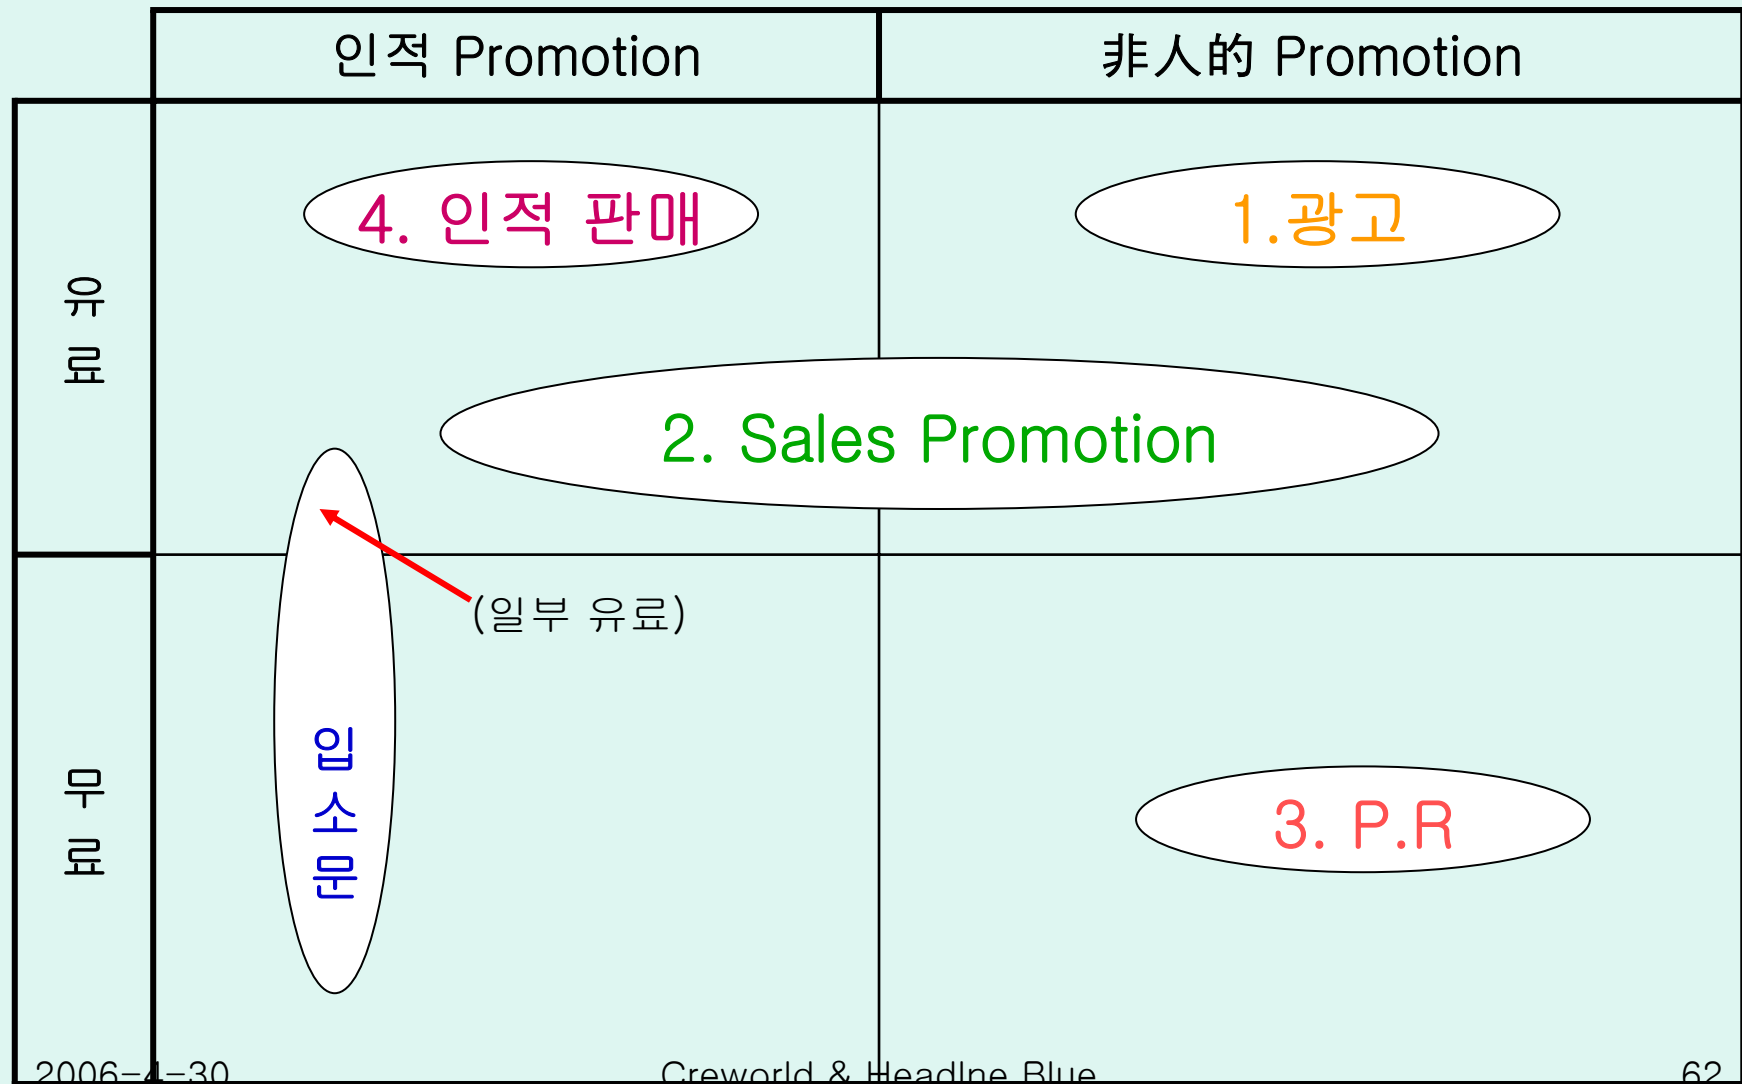 인적 Promotion
非人的 Promotion
유료
4. 인적 판매
1.광고
2. Sales Promotion
(일부 유료)
무료
입소문
3. P.R
2006-4-30
Creworld & Headlne Blue
62